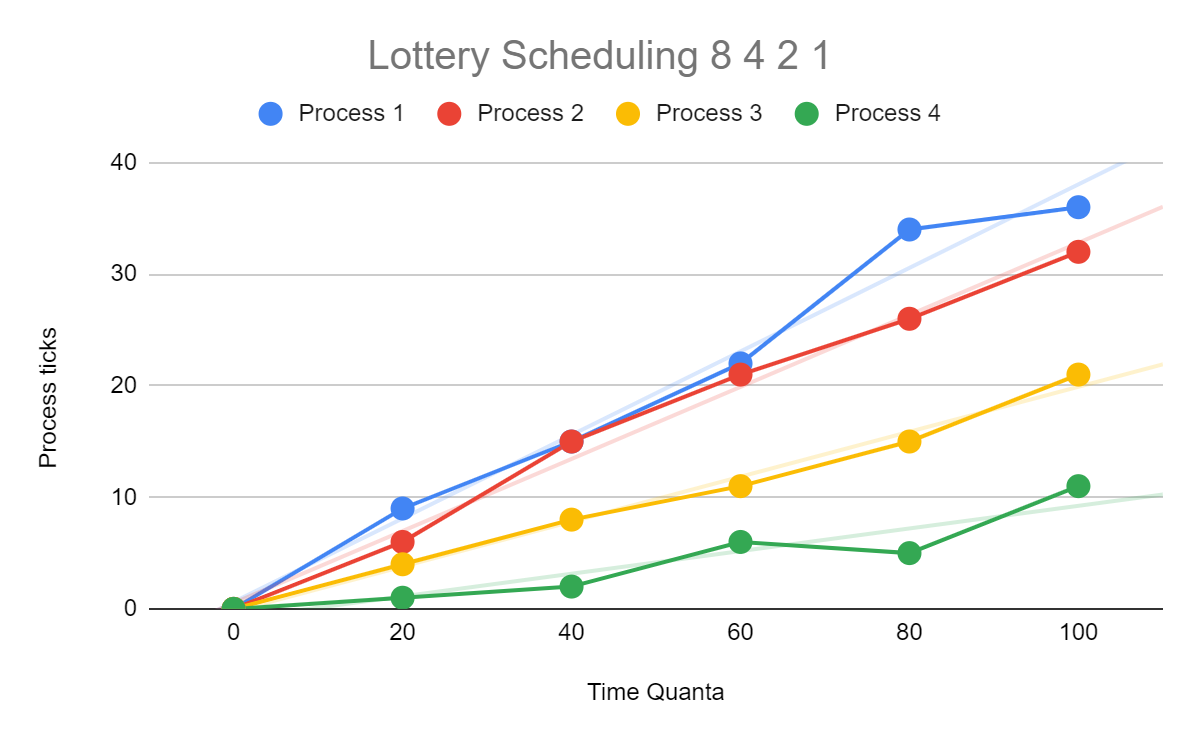 Lottery Scheduling 8 4 2 1
Process 1 Process 2 Process 3 Process 4
40
30
20
10
0
Process ticks
0 20 40 60 80 100
Time Quanta